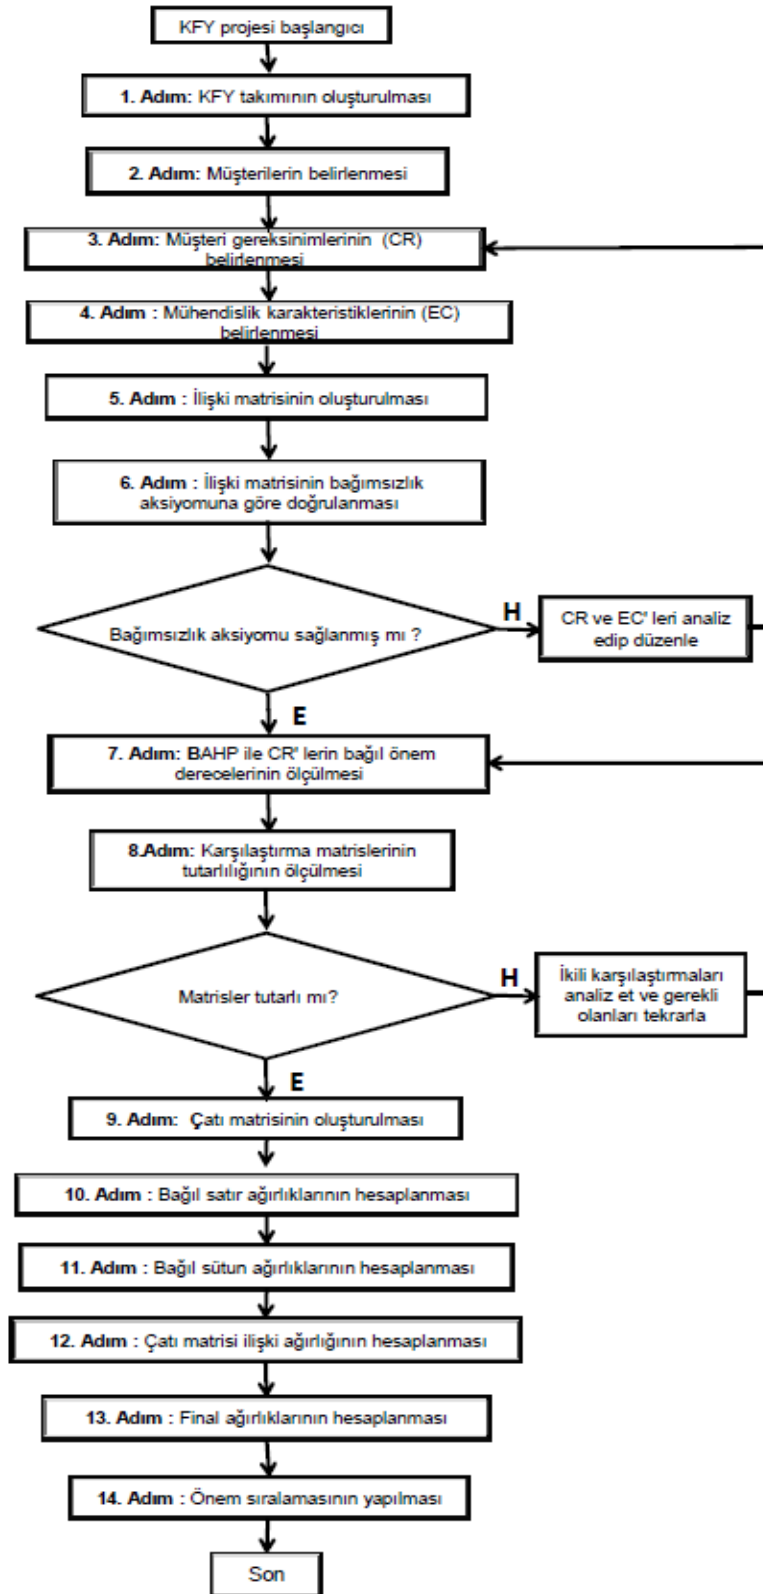 KFY projesi başlangıcı
1. Adım: KFY takımının oluşturulması
2. Adım: Müşterilerin belirlenmesi
3. Adım: Müşteri gereksinimlerinin (CR)
belirlenmesi
4. Adım : Mühendislik karakteristiklerinin (EC)
belirlenmesi
5. Adım : İlişki matrisinin oluşturulması
6. Adım : İlişki matrisinin bağımsızlık
aksiyomuna göre doğrulanması
Bağımsızlık aksiyomu sağlanmış mı ?
H
CR ve EC' leri analiz
edip düzenle
E
7. Adım: BAHP ile CR' lerin bağıl önem
derecelerinin ölçülmesi
8.Adım: Karşılaştırma matrislerinin
tutarlılığının ölçülmesi
Matrisler tutarlı mı?
H
İkili karşılaştırmaları
analiz et ve gerekli
olanları tekrarla
E
9. Adım: Çatı matrisinin oluşturulması
10. Adım : Bağıl satır ağırlıklarının hesaplanması
11. Adım : Bağıl sütun ağırlıklarının hesaplanması
12. Adım : Çatı matrisi ilişki ağırlığının hesaplanması
13. Adım : Final ağırlıklarının hesaplanması
14. Adım : Önem sıralamasının yapılması
Son